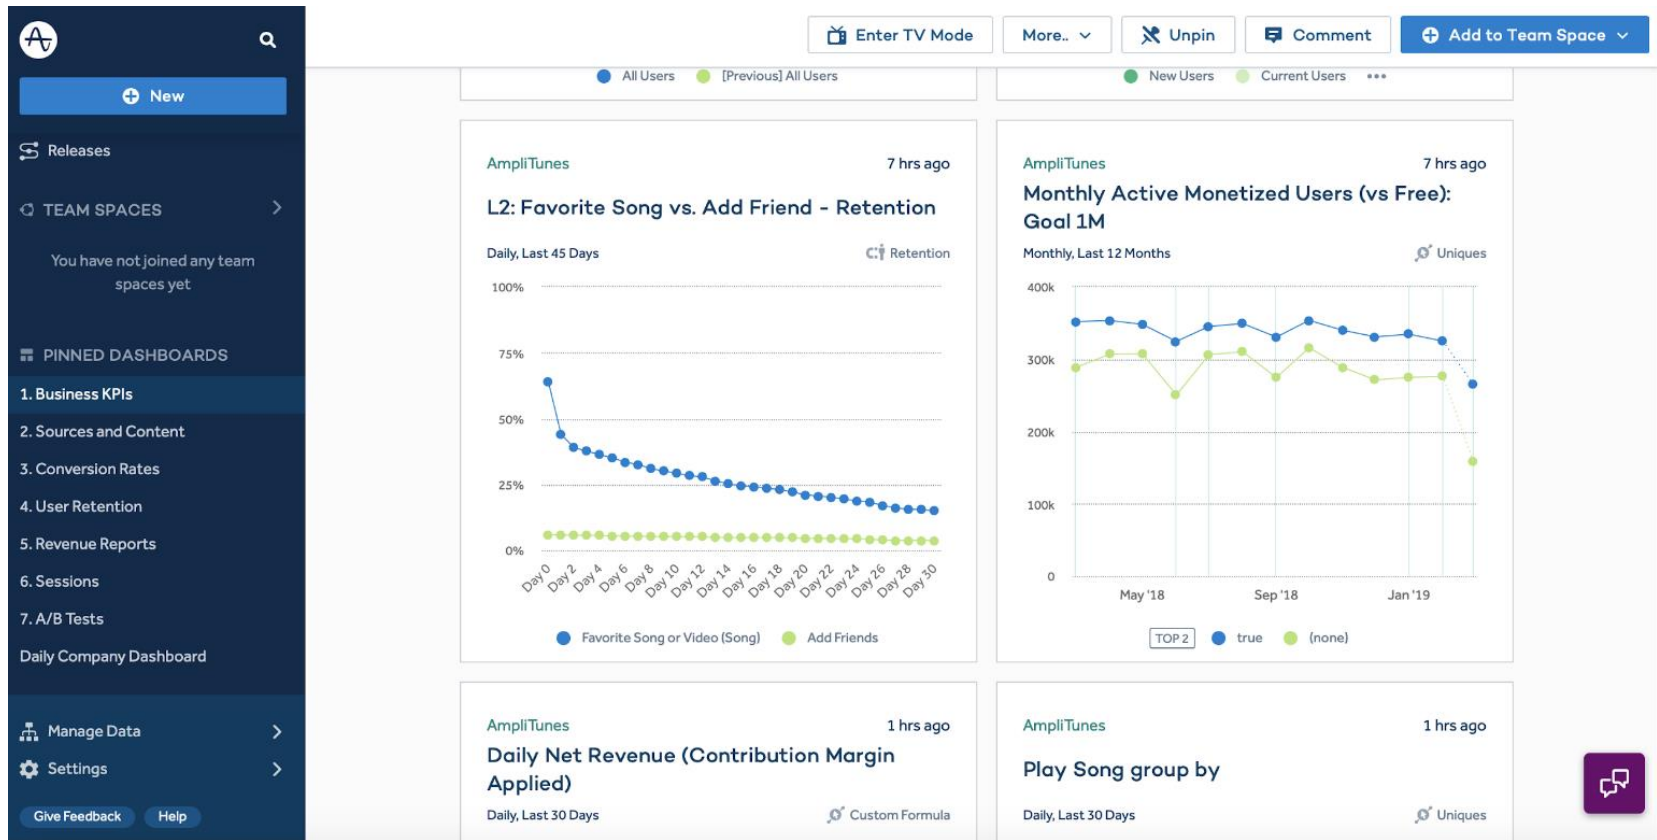 Enter TV Mode
More..
Unpin
Comment
Add to Team Space
New
Releases
TEAM SPACES
You have not joined any team
spaces yet
PINNED DASHBOARDS
1. Business KPIs
2. Sources and Content
3. Conversion Rates
4. User Retention
5. Revenue Reports
6. Sessions
7. A/B Tests
Daily Company Dashboard
Manage Data
Settings
Give Feedback
Help
All Users
[Previous] All Users
New Users
Current Users
•••
AmpliTunes
7 hrs ago
L2: Favorite Song vs. Add Friend - Retention
Daily, Last 45 Days
Retention
100%
75%
50%
25%
0%
Day 0
Day 2
Day 4
Day 6
Day 8
Day 10
Day 12
Day 14
Day 16
Day 18
Day 20
Day 22
Day 24
Day 26
Day 28
Day 30
Favorite Song or Video (Song)
Add Friends
AmpliTunes
7 hrs ago
Monthly Active Monetized Users (vs Free):
Goal 1M
Monthly, Last 12 Months
Uniques
400k
300k
200k
100k
0
May '18
Sep '18
Jan '19
TOP 2
true
(none)
AmpliTunes
1 hrs ago
Daily Net Revenue (Contribution Margin
Applied)
Daily, Last 30 Days
Custom Formula
AmpliTunes
1 hrs ago
Play Song group by
Daily, Last 30 Days
Uniques